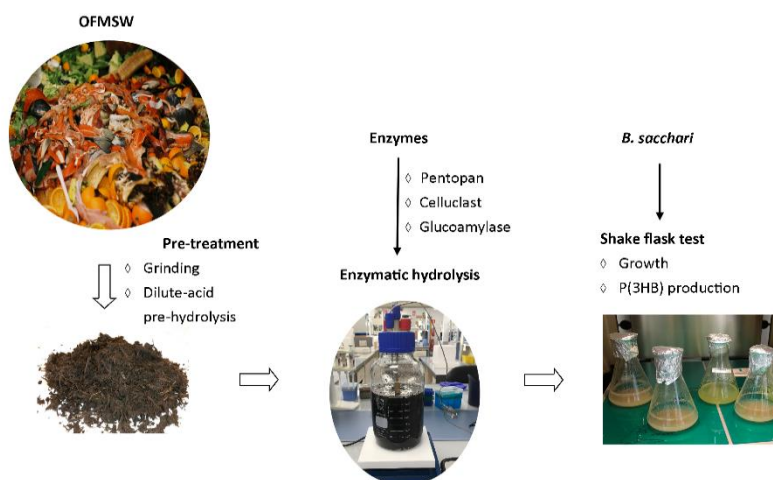 OFMSW
Pre-treatment
◊ Grinding
◊ Dilute-acid
pre-hydrolysis
Enzymes
◊ Pentopan
◊ Celluclast
◊ Glucoamylase
Enzymatic hydrolysis
B. sacchari
Shake flask test
◊ Growth
◊ P(3HB) production